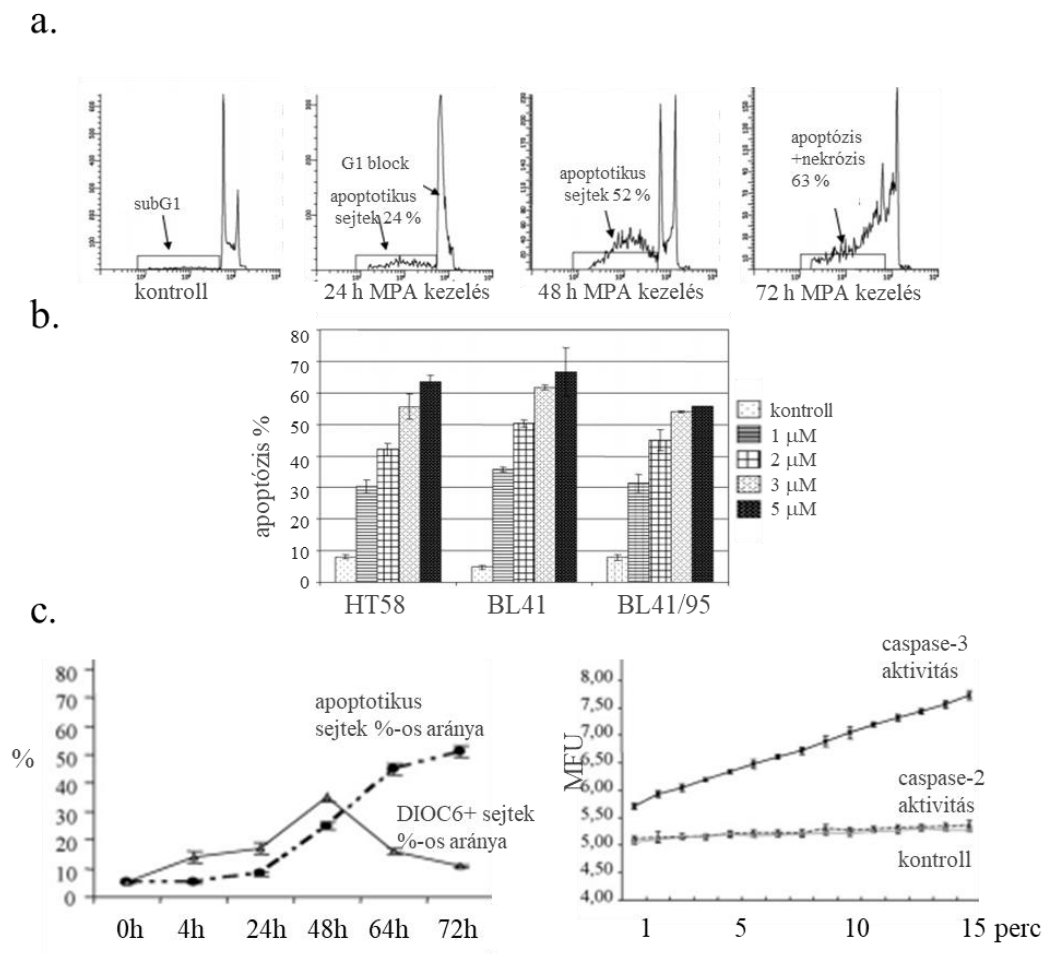 a.
subG1
kontroll
G1 block
apoptotikus
sejtek 24 %
24 h MPA kezelés
apoptotikus
sejtek 52 %
48 h MPA kezelés
apoptózis
+nekrózis
63 %
72 h MPA kezelés
b.
apoptózis %
80
70
60
50
40
30
20
10
0
HT58
BL41
BL41/95
kontroll
1 µM
2 µM
3 µM
5 µM
c.
%
80
70
60
50
40
30
20
10
0
apoptotikus
sejtek %-os aránya
DIOC6+ sejtek
%-os aránya
0h
4h
24h
48h
64h
72h
MFU
8,00
7,50
7,00
6,50
6,00
5,50
5,00
4,50
4,00
caspase-3
aktivitás
caspase-2
aktivitás
kontroll
1
5
10
15 perc